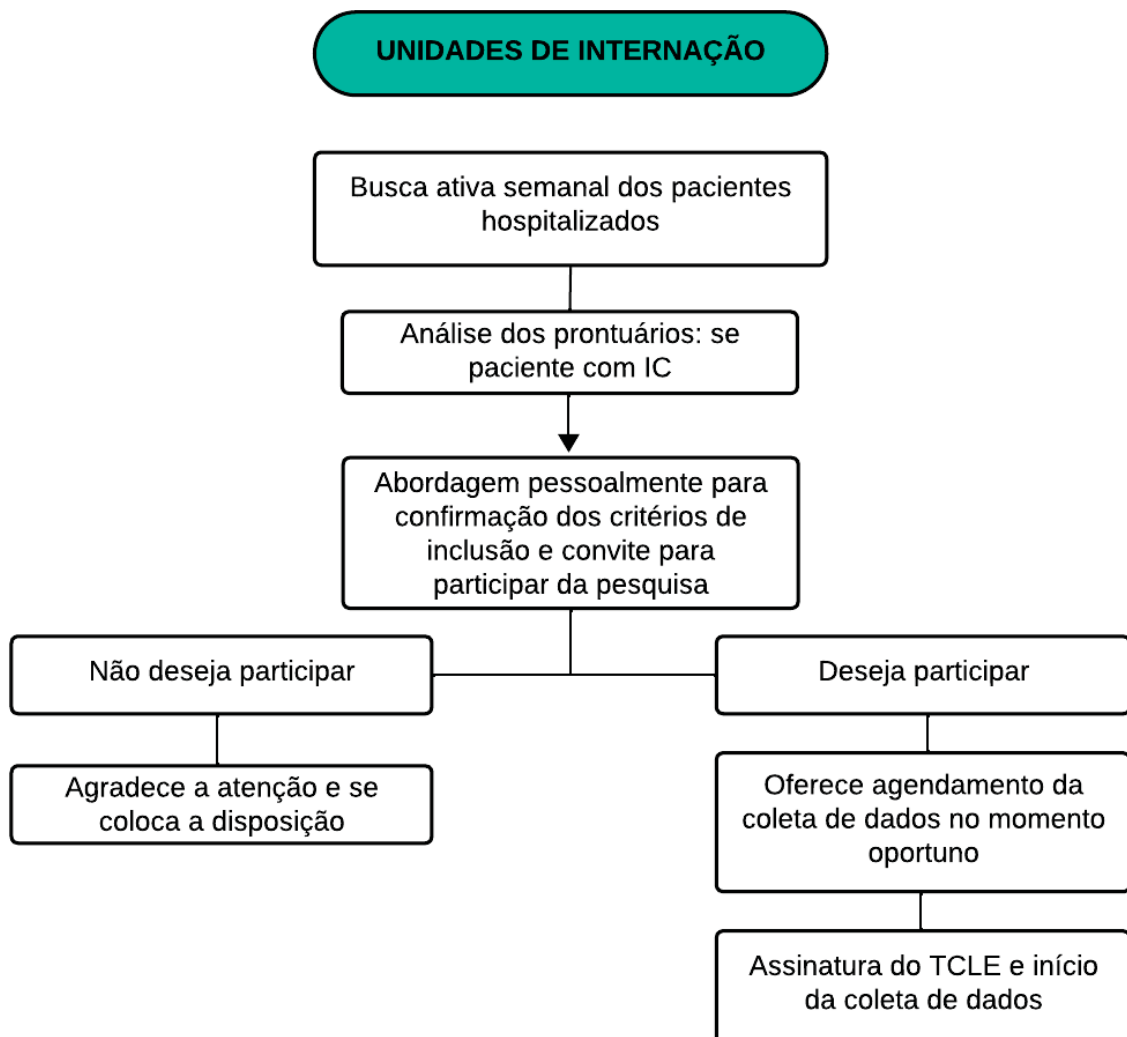 UNIDADES DE INTERNAÇÃO
Busca ativa semanal dos pacientes
hospitalizados
Análise dos prontuários: se
paciente com IC
Abordagem pessoalmente para
confirmação dos critérios de
inclusão e convite para
participar da pesquisa
Não deseja participar
Agradece a atenção e se
coloca a disposição
Deseja participar
Oferece agendamento da
coleta de dados no momento
oportuno
Assinatura do TCLE e início
da coleta de dados